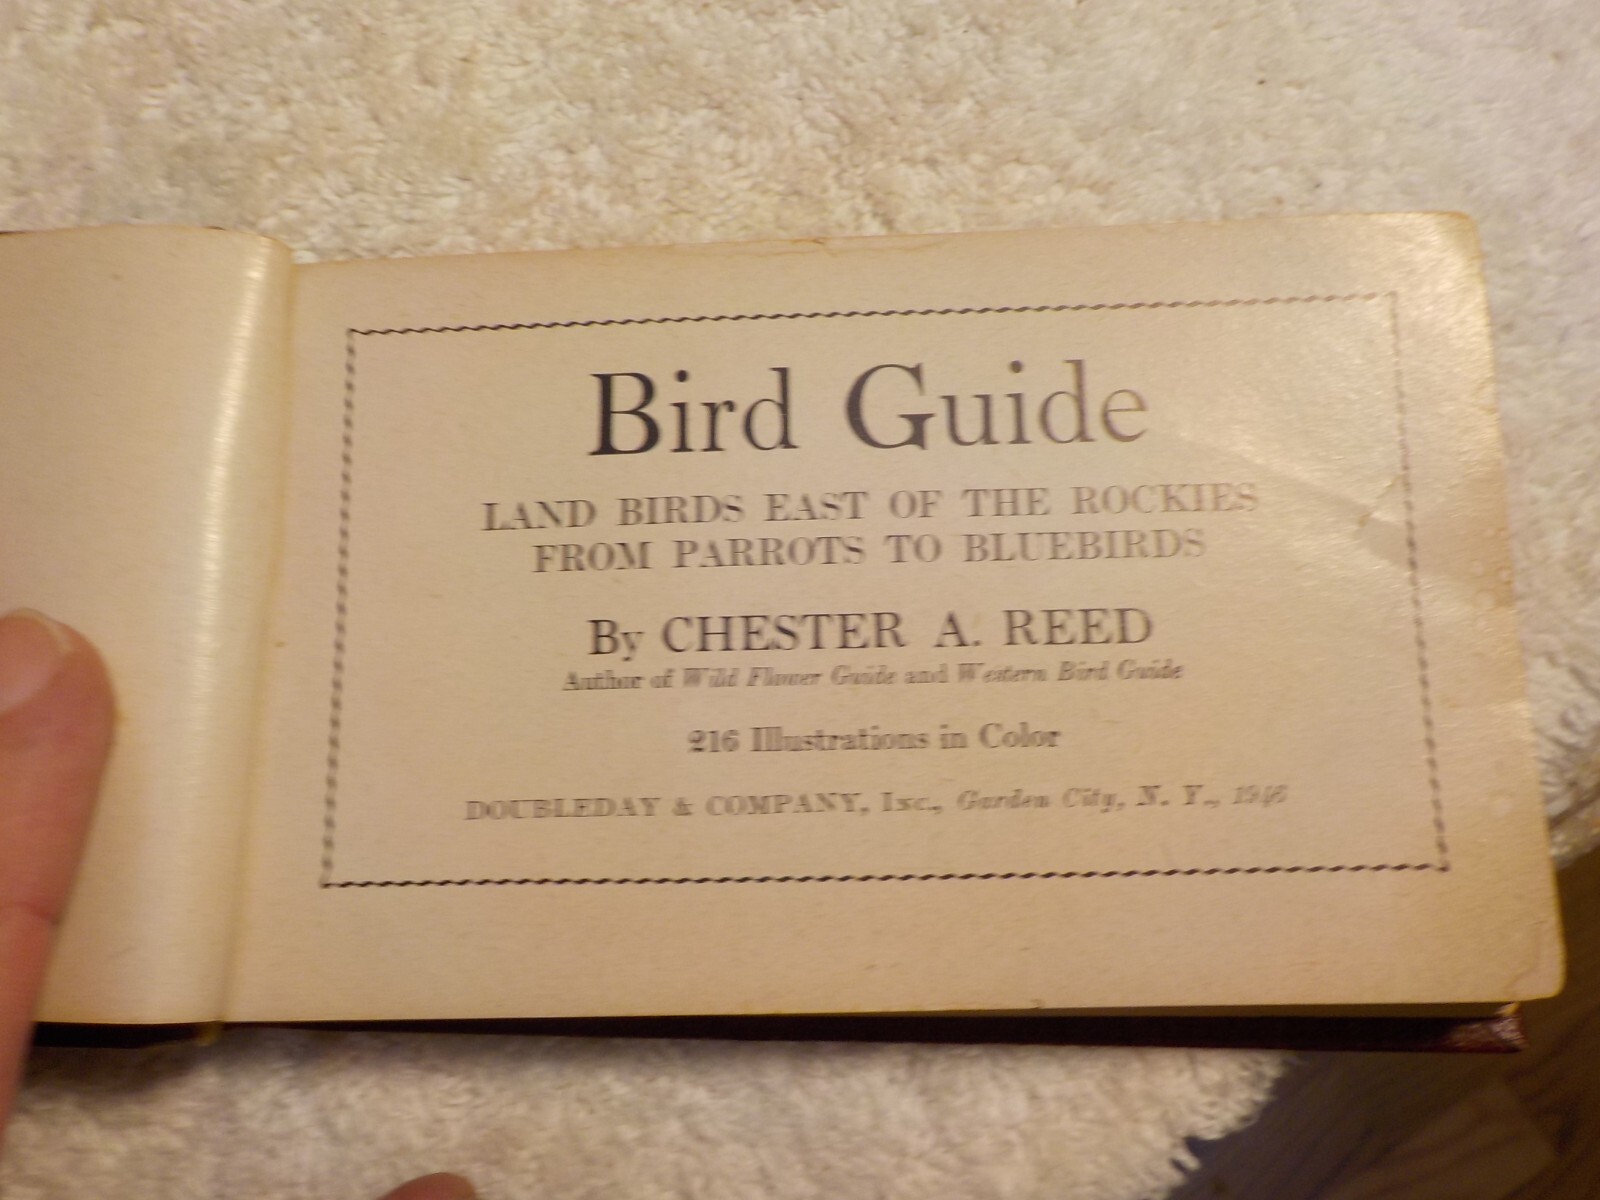 Bird Guide
LAND BIRDS EAST OF THE ROCKIES
FROM PARROTS TO BLUEBIRDS
By CHESTER A. REED
Author of Wild Flower Guide and Western Bird Guide
216 Illustrations in Color
DOUBLEDAY & COMPANY, Inc., Garden City, N. Y., 1946